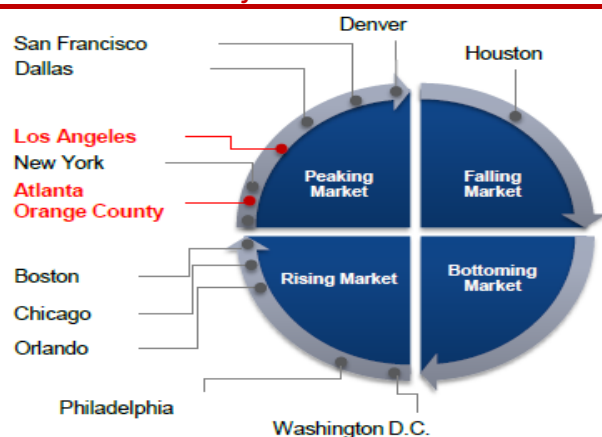 Denver
San Francisco
Dallas
Houston
Los Angeles
New York
Atlanta
Orange County
Peaking
Market
Falling
Market
Boston
Chicago
Orlando
Rising Market
Bottoming
Market
Philadelphia
Washington D.C.